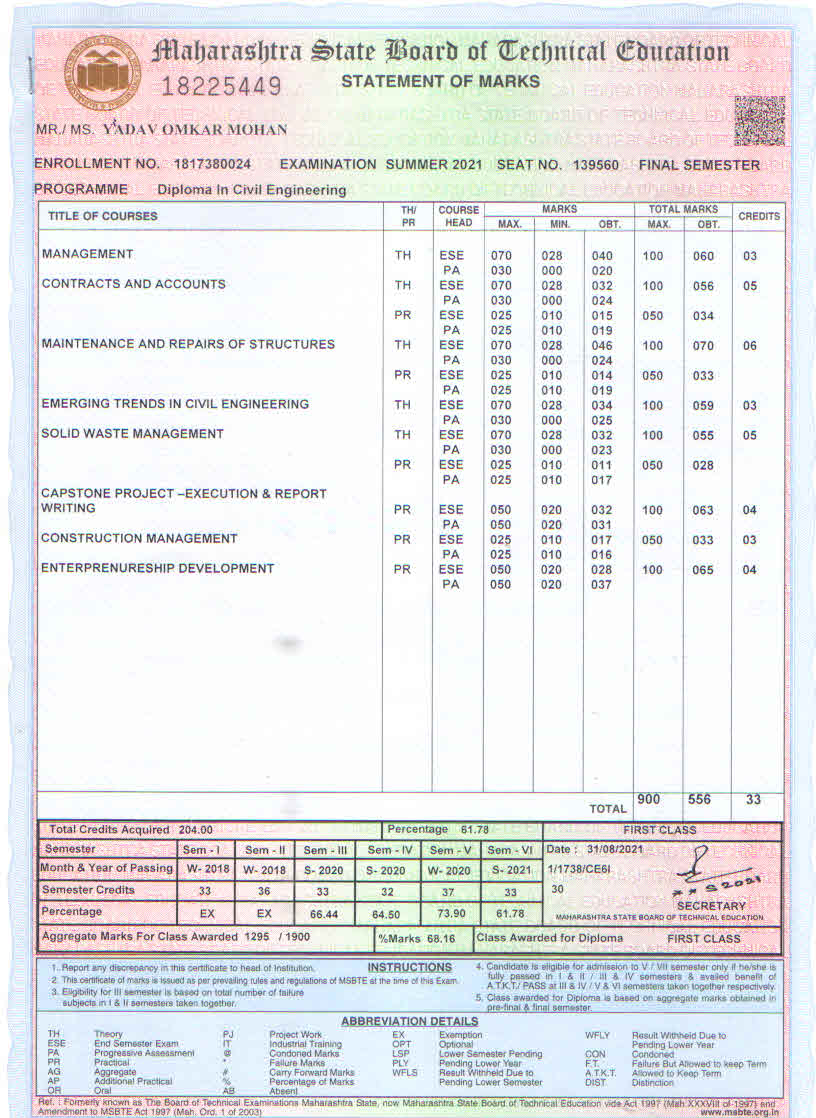 Maharashtra State Board of Technical Education
18225449 STATEMENT OF MARKS
MR./ MS. YADAV OMKAR MOHAN
ENROLLMENT NO. 1817380024 EXAMINATION SUMMER 2021 SEAT NO. 139560 FINAL SEMESTER
PROGRAMME Diploma In Civil Engineering
TITLE OF COURSES TH/ PR COURSE HEAD MARKS TOTAL MARKS CREDITS
MAX. MIN. OBT. MAX. OBT.
MANAGEMENT TH ESE 070 028 040 100 060 03
PA 030 000 020
CONTRACTS AND ACCOUNTS TH ESE 070 028 032 100 056 05
PA 030 000 024
PR ESE 025 010 015 050 034
PA 025 010 019
MAINTENANCE AND REPAIRS OF STRUCTURES TH ESE 070 028 046 100 070 06
PA 030 000 024
PR ESE 025 010 014 050 033
PA 025 010 019
EMERGING TRENDS IN CIVIL ENGINEERING TH ESE 070 028 034 100 059 03
PA 030 000 025
SOLID WASTE MANAGEMENT TH ESE 070 028 032 100 055 05
PA 030 000 023
PR ESE 025 010 011 050 028
PA 025 010 017
CAPSTONE PROJECT –EXECUTION & REPORT
WRITING PR ESE 050 020 032 100 063 04
PA 050 020 031
CONSTRUCTION MANAGEMENT PR ESE 025 010 017 050 033 03
PA 025 010 016
ENTERPRENURESHIP DEVELOPMENT PR ESE 050 020 028 100 065 04
PA 050 020 037
TOTAL 900 556 33
Total Credits Acquired 204.00 Percentage 61.78 FIRST CLASS
Semester Sem - I Sem - II Sem - III Sem - IV Sem - V Sem - VI Date : 31/08/2021
Month & Year of Passing W- 2018 W- 2018 S- 2020 S- 2020 W- 2020 S- 2021 1/1738/CE6I
Semester Credits 33 36 33 32 37 33 30
Percentage EX EX 66.44 64.50 73.90 61.78 SECRETARY
MAHARASHTRA STATE BOARD OF TECHNICAL EDUCATION
Aggregate Marks For Class Awarded 1295 / 1900 %Marks 68.16 Class Awarded for Diploma FIRST CLASS
INSTRUCTIONS
1. Report any discrepancy in this certificate to head of Institution.
2. This certificate of marks is issued as per prevailing rules and regulations of MSBTE at the time of this Exam.
3. Eligibility for III semester is based on total number of failure
subjects in I & II semesters taken together.
4. Candidate is eligible for admission to V / VII semester only if he/she is
fully passed in I & II / III & IV semesters & availed benefit of
A.T.K.T./ PASS at III & IV / V & VI semesters taken together respectively.
5. Class awarded for Diploma is based on aggregate marks obtained in
pre-final & final semester.
ABBREVIATION DETAILS
TH Theory PJ Project Work EX Exemption WFLY Result Withheld Due to
ESE End Semester Exam IT Industrial Training OPT Optional Pending Lower Year
PA Progressive Assessment @ Condoned Marks LSP Lower Semester Pending CON Condoned
PR Practical * Failure Marks PLY Pending Lower Year F.T. Failure But Allowed to keep Term
AG Aggregate # Carry Forward Marks WFLS Result Withheld Due to A.T.K.T. Allowed to Keep Term
AP Additional Practical % Percentage of Marks Pending Lower Semester DIST Distinction
OR Oral AB Absent
Ref. : Formerly known as The Board of Technical Examinations Maharashtra State, now Maharashtra State Board of Technical Education vide Act 1997 (Mah.XXXVIII of-1997) and
Amendment to MSBTE Act 1997 (Mah. Ord. 1 of 2003) www.msbte.org.in